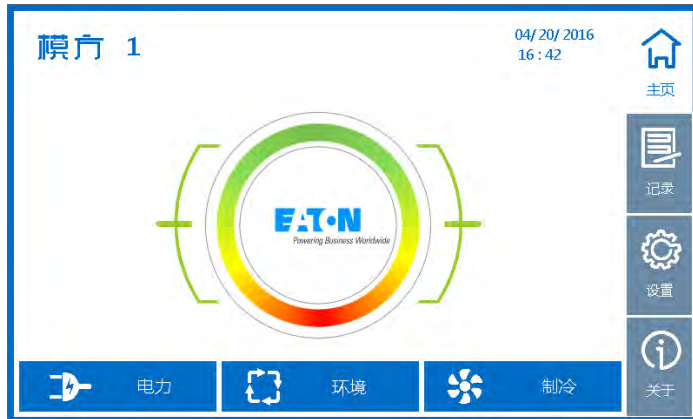 模方 1
04/20/2016
16:42
主页
记录
设置
关于
EATON
Powering Business Worldwide
电力
环境
制冷